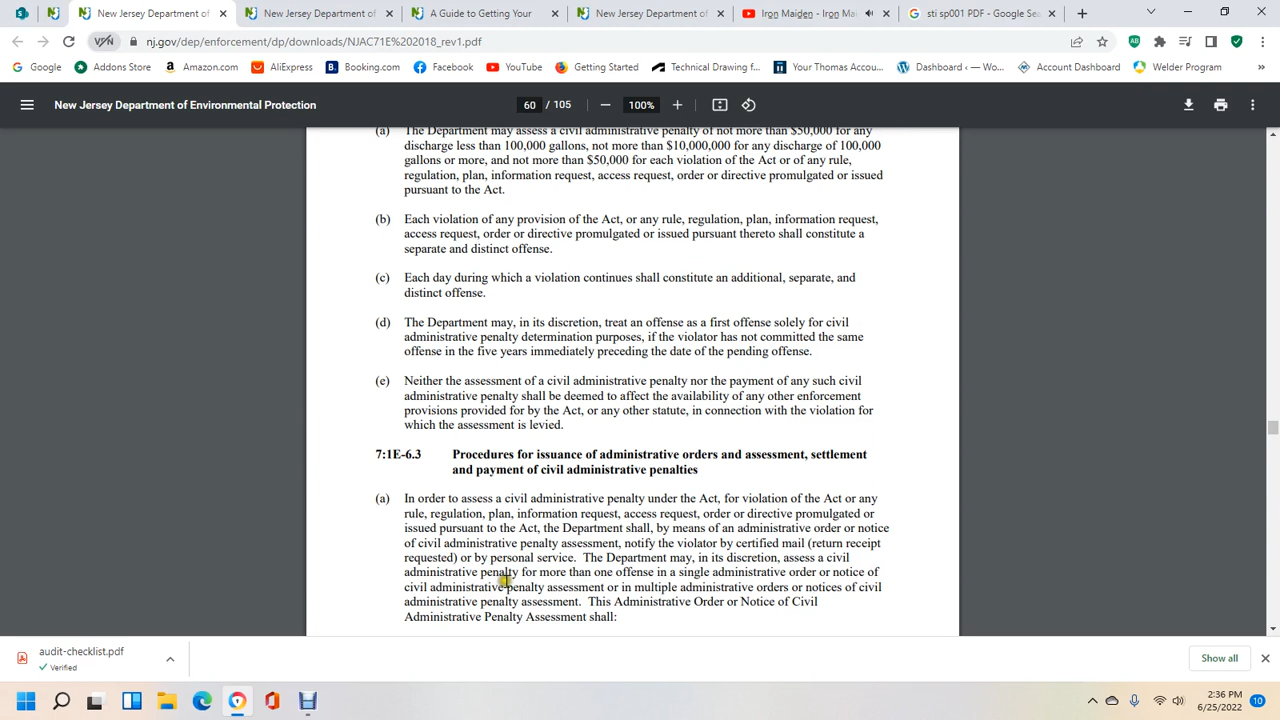 New Jersey Department of
New Jersey Department of
A Guide to Getting Your
New Jersey Department of
Iron Maiden - Iron Mai
sti sp001 PDF - Google Sea
VPN
nj.gov/dep/enforcement/dp/downloads/NJAC71E%202018_rev1.pdf
Google
Addons Store
Amazon.com
AliExpress
Booking.com
Facebook
YouTube
Getting Started
Technical Drawing f...
Your Thomas Accou...
Dashboard ‹ — Wo...
Account Dashboard
Welder Program
»
New Jersey Department of Environmental Protection
60 / 105
100%
(a) The Department may assess a civil administrative penalty of not more than $50,000 for any
discharge less than 100,000 gallons, not more than $10,000,000 for any discharge of 100,000
gallons or more, and not more than $50,000 for each violation of the Act or of any rule,
regulation, plan, information request, access request, order or directive promulgated or issued
pursuant to the Act.
(b) Each violation of any provision of the Act, or any rule, regulation, plan, information request,
access request, order or directive promulgated or issued pursuant thereto shall constitute a
separate and distinct offense.
(c) Each day during which a violation continues shall constitute an additional, separate, and
distinct offense.
(d) The Department may, in its discretion, treat an offense as a first offense solely for civil
administrative penalty determination purposes, if the violator has not committed the same
offense in the five years immediately preceding the date of the pending offense.
(e) Neither the assessment of a civil administrative penalty nor the payment of any such civil
administrative penalty shall be deemed to affect the availability of any other enforcement
provisions provided for by the Act, or any other statute, in connection with the violation for
which the assessment is levied.
7:1E-6.3 Procedures for issuance of administrative orders and assessment, settlement
and payment of civil administrative penalties
(a) In order to assess a civil administrative penalty under the Act, for violation of the Act or any
rule, regulation, plan, information request, access request, order or directive promulgated or
issued pursuant to the Act, the Department shall, by means of an administrative order or notice
of civil administrative penalty assessment, notify the violator by certified mail (return receipt
requested) or by personal service. The Department may, in its discretion, assess a civil
administrative penalty for more than one offense in a single administrative order or notice of
civil administrative penalty assessment or in multiple administrative orders or notices of civil
administrative penalty assessment. This Administrative Order or Notice of Civil
Administrative Penalty Assessment shall:
audit-checklist.pdf
Verified
Show all
2:36 PM
6/25/2022
10